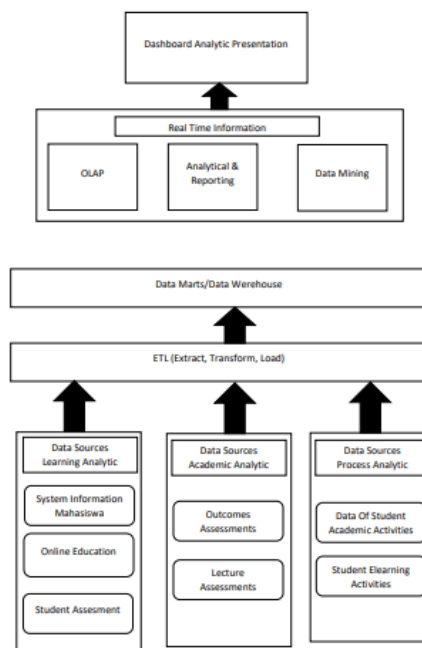 Dashboard Analytic Presentation
Real Time Information
OLAP
Analytical &
Reporting
Data Mining
Data Marts/Data Werehouse
ETL (Extract, Transform, Load)
Data Sources
Learning Analytic
System Information
Mahasiswa
Online Education
Student Assesment
Data Sources
Academic Analytic
Outcomes
Assessments
Lecture
Assessments
Data Sources
Process Analytic
Data Of Student
Academic Activities
Student Elearning
Activities